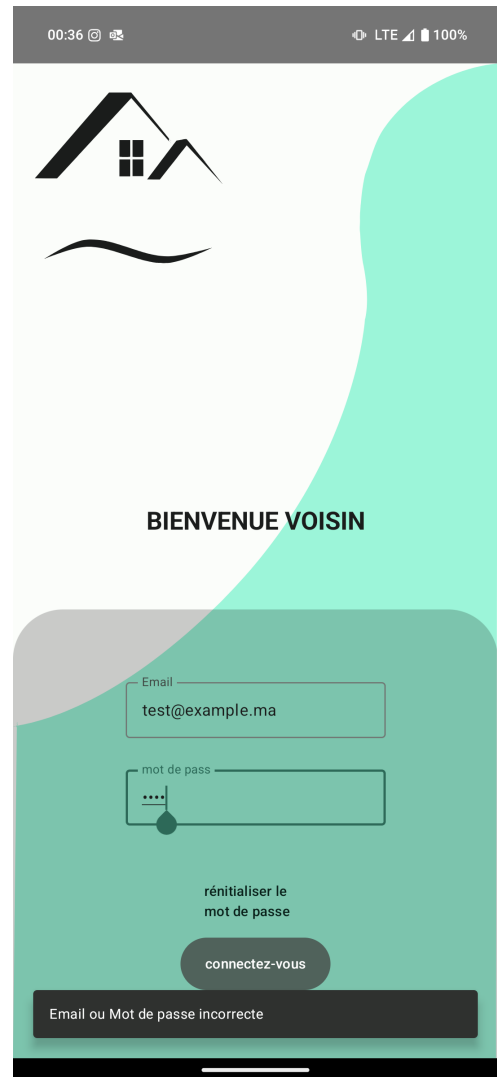 00:36 LTE 100%
BIENVENUE VOISIN
Email
test@example.ma
mot de pass
••••
rénitialiser le
mot de passe
connectez-vous
Email ou Mot de passe incorrecte